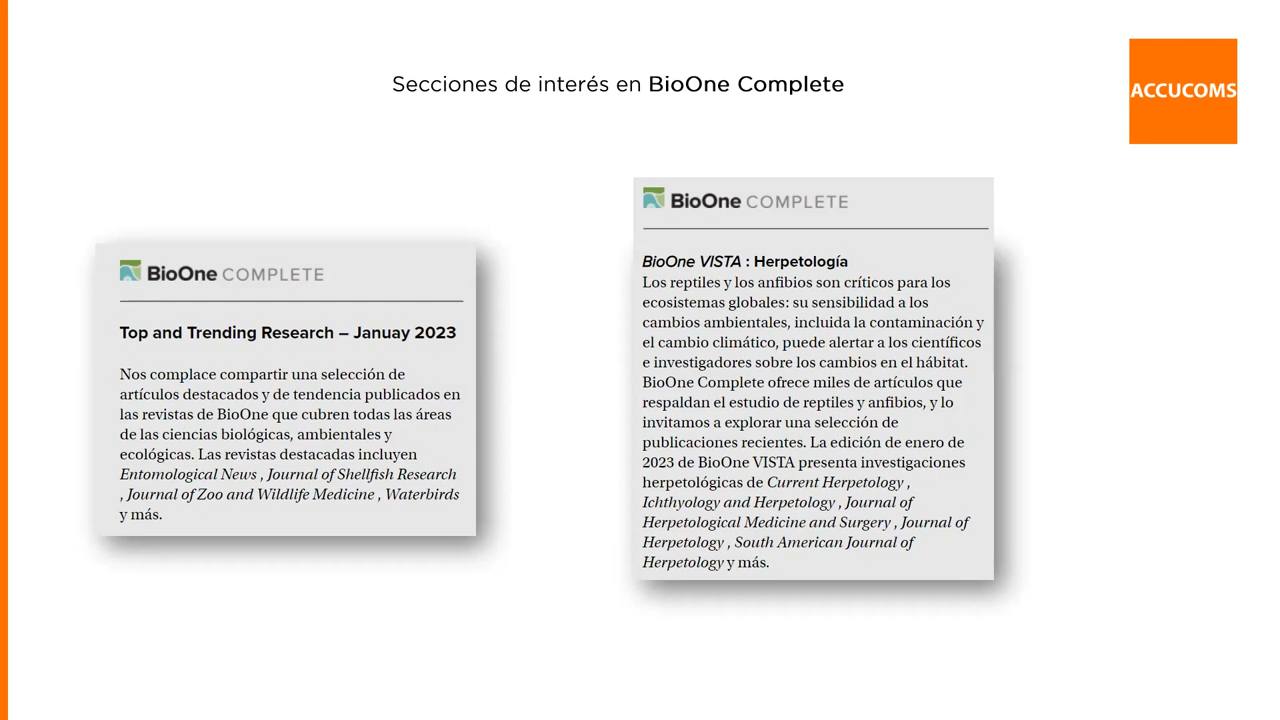 Secciones de interés en BioOne Complete
ACCUCOMS
BioOne COMPLETE
Top and Trending Research – Januay 2023
Nos complace compartir una selección de
artículos destacados y de tendencia publicados en
las revistas de BioOne que cubren todas las áreas
de las ciencias biológicas, ambientales y
ecológicas. Las revistas destacadas incluyen
Entomological News , Journal of Shellfish Research
, Journal of Zoo and Wildlife Medicine , Waterbirds
y más.
BioOne COMPLETE
BioOne VISTA : Herpetología
Los reptiles y los anfibios son críticos para los
ecosistemas globales: su sensibilidad a los
cambios ambientales, incluida la contaminación y
el cambio climático, puede alertar a los científicos
e investigadores sobre los cambios en el hábitat.
BioOne Complete ofrece miles de artículos que
respaldan el estudio de reptiles y anfibios, y lo
invitamos a explorar una selección de
publicaciones recientes. La edición de enero de
2023 de BioOne VISTA presenta investigaciones
herpetológicas de Current Herpetology ,
Ichthyology and Herpetology , Journal of
Herpetological Medicine and Surgery , Journal of
Herpetology , South American Journal of
Herpetology y más.